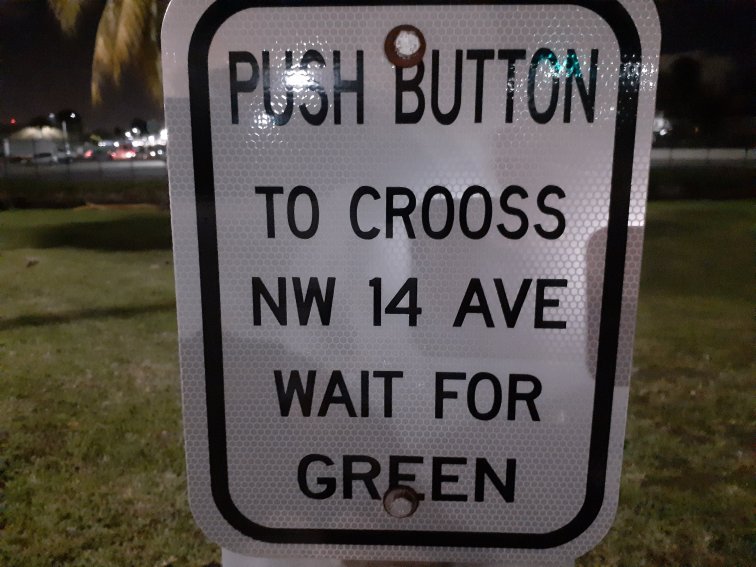 PUSH BUTTON
TO CROOSS
NW 14 AVE
WAIT FOR
GREEN